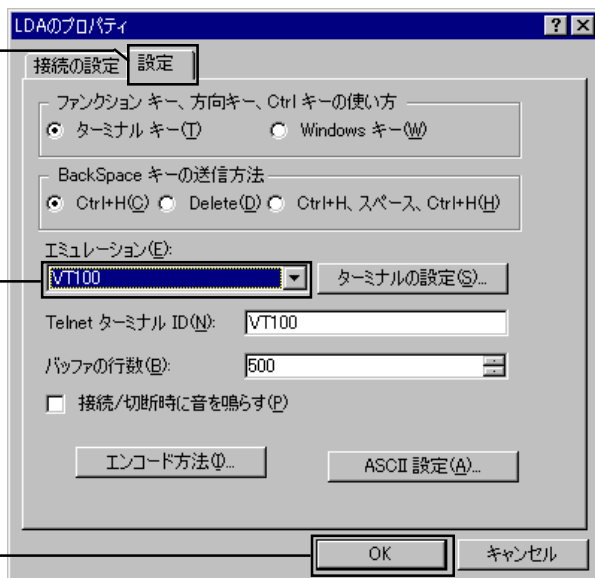 LDAのプロパティ
接続の設定 設定
ファンクション キー、方向キー、Ctrl キーの使い方
ターミナル キー(T) Windows キー(W)
BackSpace キーの送信方法
Ctrl+H(C) Delete(D) Ctrl+H、スペース、Ctrl+H(H)
エミュレーション(E):
VT100 ターミナルの設定(S)...
Telnet ターミナル ID(N): VT100
バッファの行数(B): 500
接続/切断時に音を鳴らす(P)
エンコード方法(I)... ASCII 設定(A)...
OK キャンセル